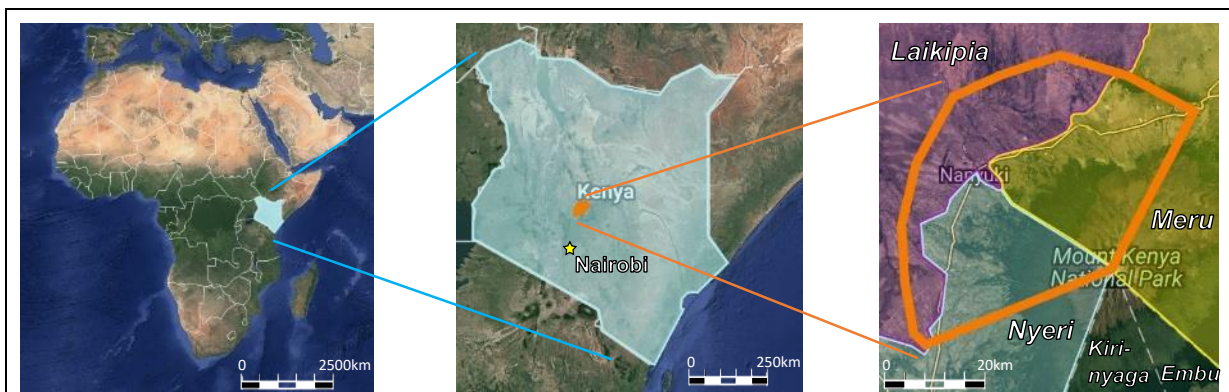 0 2500km
Kenya
Nairobi
0 250km
Laikipia
Nanyuki
Meru
Mount Kenya
National Park
Nyeri
Kiri-
nyaga
Embu
0 20km